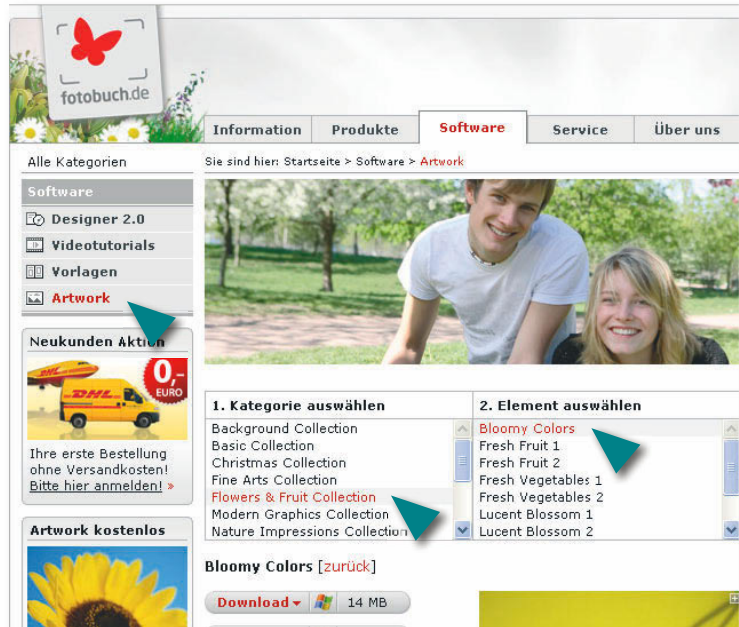 fotobuch.de
Information Produkte Software Service Über uns
Alle Kategorien
Software
Designer 2.0
Videotutorials
Vorlagen
Artwork
Neukunden Aktion
0,-
EURO
DHL
Ihre erste Bestellung
ohne Versandkosten!
Bitte hier anmelden! »
Artwork kostenlos
Sie sind hier: Startseite > Software > Artwork
1. Kategorie auswählen
Background Collection
Basic Collection
Christmas Collection
Fine Arts Collection
Flowers & Fruit Collection
Modern Graphics Collection
Nature Impressions Collection
2. Element auswählen
Bloomy Colors
Fresh Fruit 1
Fresh Fruit 2
Fresh Vegetables 1
Fresh Vegetables 2
Lucent Blossom 1
Lucent Blossom 2
Bloomy Colors [zurück]
Download 14 MB